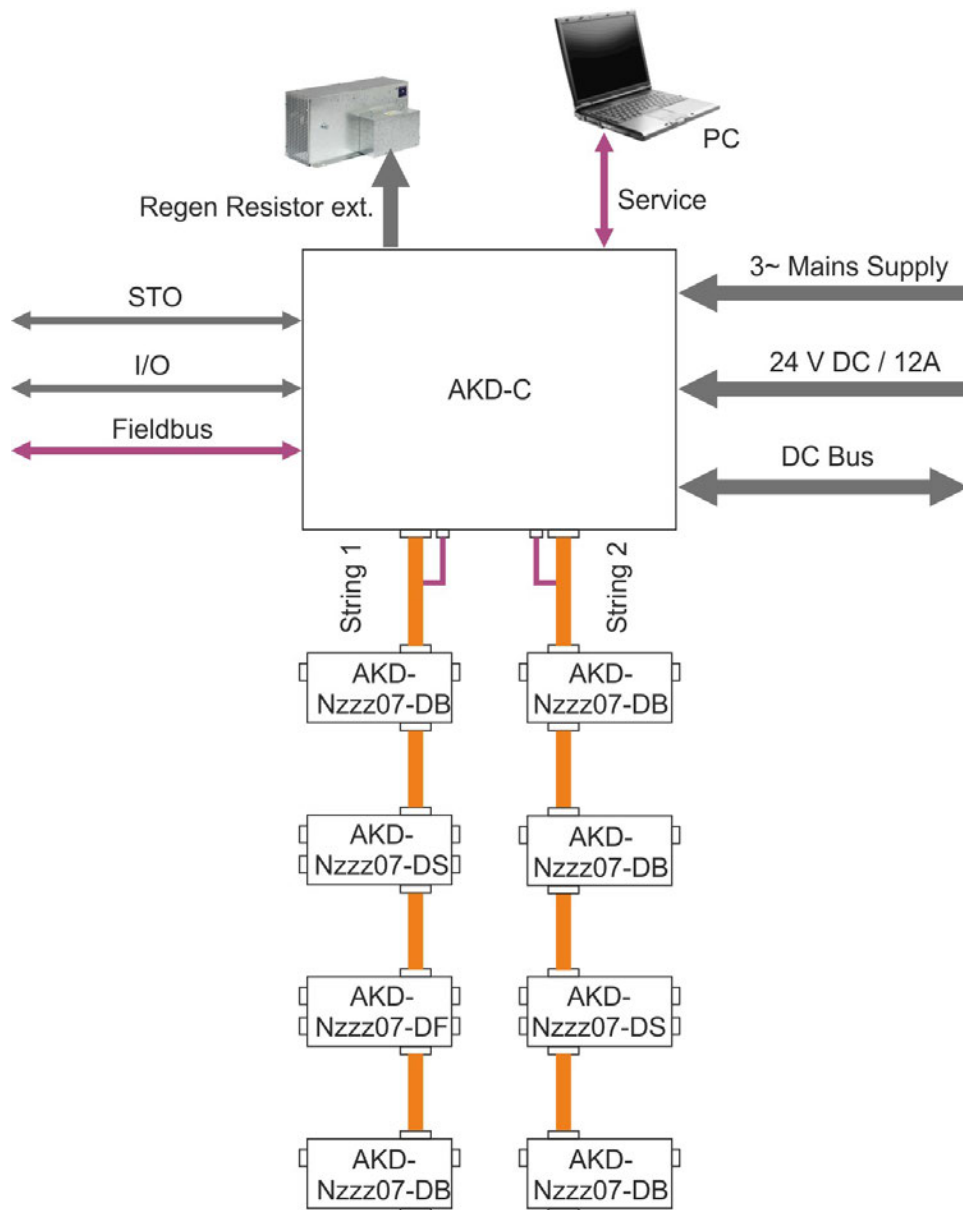 PC
Regen Resistor ext.
Service
3~ Mains Supply
STO
24 V DC / 12A
I/O
AKD-C
Fieldbus
DC Bus
String 1
String 2
AKD-
Nzzz07-DB
AKD-
Nzzz07-DB
AKD-
Nzzz07-DS
AKD-
Nzzz07-DB
AKD-
Nzzz07-DF
AKD-
Nzzz07-DS
AKD-
Nzzz07-DB
AKD-
Nzzz07-DB